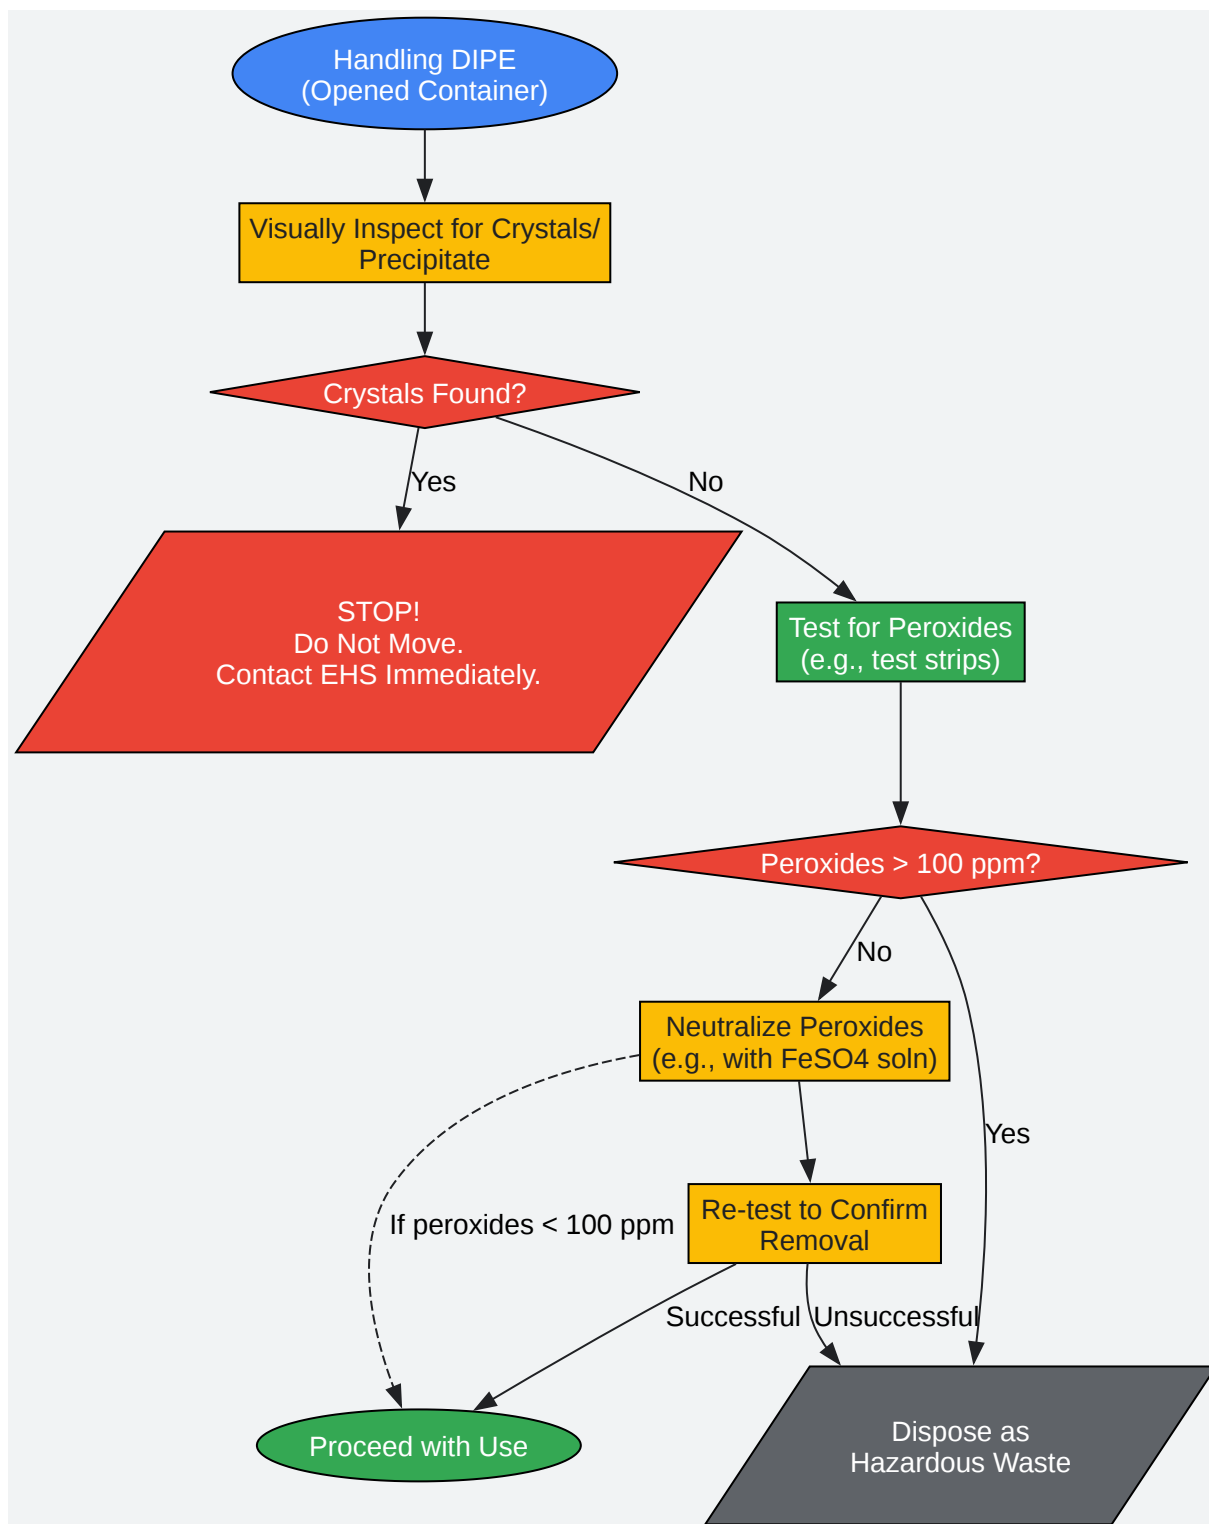 Handling DIPE
(Opened Container)
Visually Inspect for Crystals/
Precipitate
Crystals Found?
Yes
No
STOP!
Do Not Move.
Contact EHS Immediately.
Test for Peroxides
(e.g., test strips)
Peroxides > 100 ppm?
No
Neutralize Peroxides
(e.g., with FeSO4 soln)
Yes
If peroxides < 100 ppm
Re-test to Confirm
Removal
Successful
Unsuccessful
Proceed with Use
Dispose as
Hazardous Waste